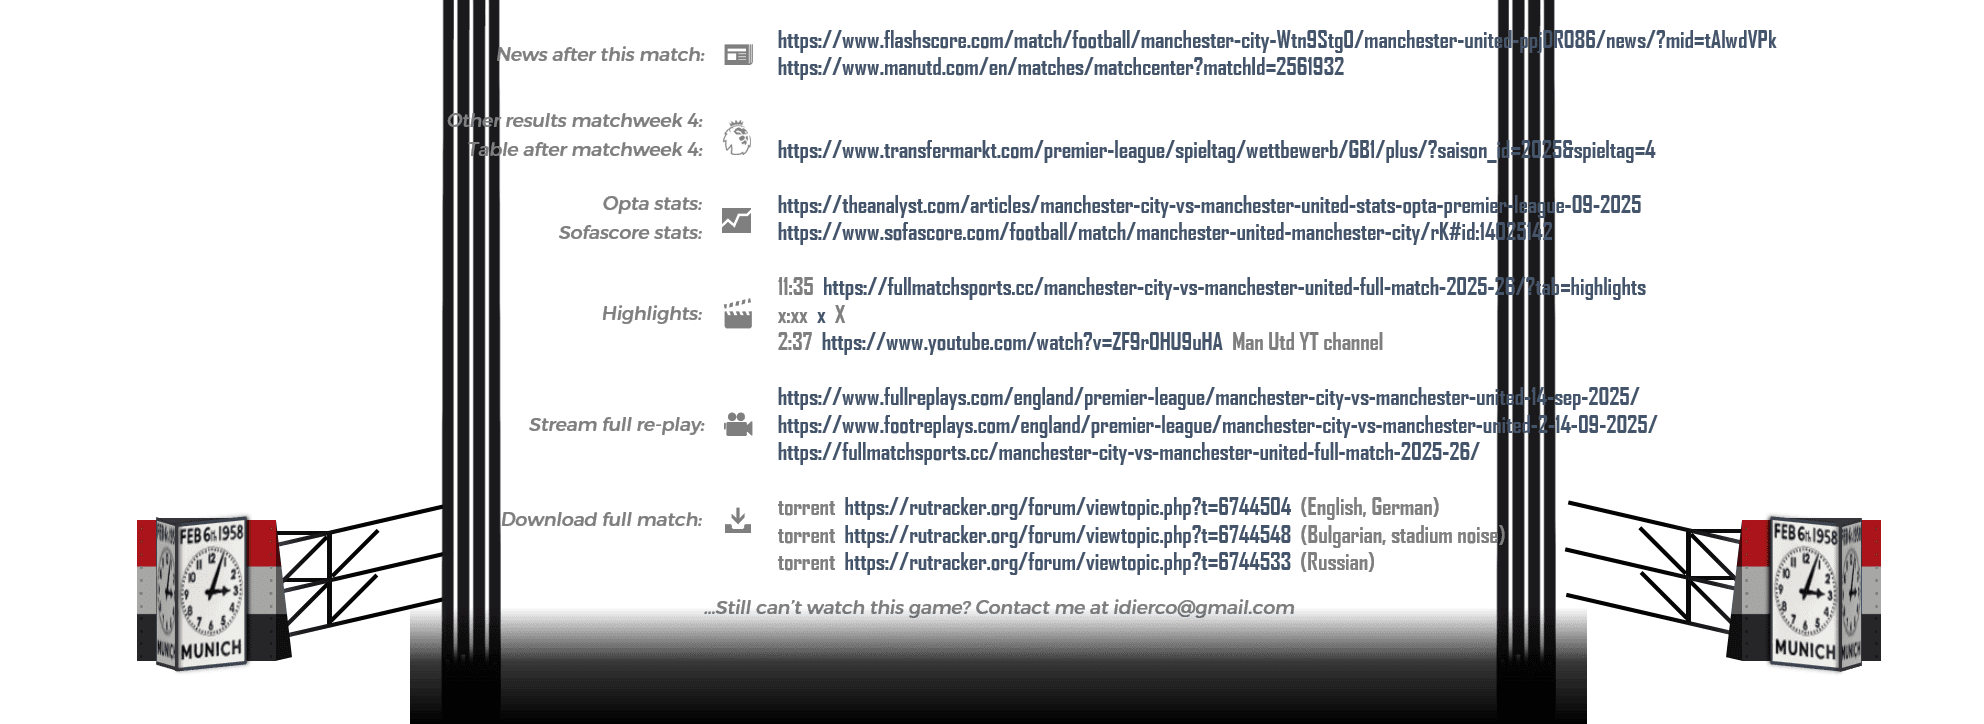 News after this match:
https://www.flashscore.com/match/football/manchester-city-Wtn9Stg0/manchester-united-ppjDR086/news/?mid=tAlwdVPk
https://www.manutd.com/en/matches/matchcenter?matchId=2561932
Other results matchweek 4:
Table after matchweek 4:
https://www.transfermarkt.com/premier-league/spieltag/wettbewerb/GB1/plus/?saison_id=2025&spieltag=4
Opta stats:
https://theanalyst.com/articles/manchester-city-vs-manchester-united-stats-opta-premier-league-09-2025
Sofascore stats:
https://www.sofascore.com/football/match/manchester-united-manchester-city/rK#id:14025142
Highlights:
11:35 https://fullmatchsports.cc/manchester-city-vs-manchester-united-full-match-2025-26/?tab=highlights
x:xx x X
2:37 https://www.youtube.com/watch?v=ZF9r0HU9uHA Man Utd YT channel
Stream full re-play:
https://www.fullreplays.com/england/premier-league/manchester-city-vs-manchester-united-14-sep-2025/
https://www.footreplays.com/england/premier-league/manchester-city-vs-manchester-united-2-14-09-2025/
https://fullmatchsports.cc/manchester-city-vs-manchester-united-full-match-2025-26/
Download full match:
torrent https://rutracker.org/forum/viewtopic.php?t=6744504 (English, German)
torrent https://rutracker.org/forum/viewtopic.php?t=6744548 (Bulgarian, stadium noise)
torrent https://rutracker.org/forum/viewtopic.php?t=6744533 (Russian)
...Still can't watch this game? Contact me at idierco@gmail.com
FEB 6th 1958
MUNICH
FEB 6th 1958
MUNICH